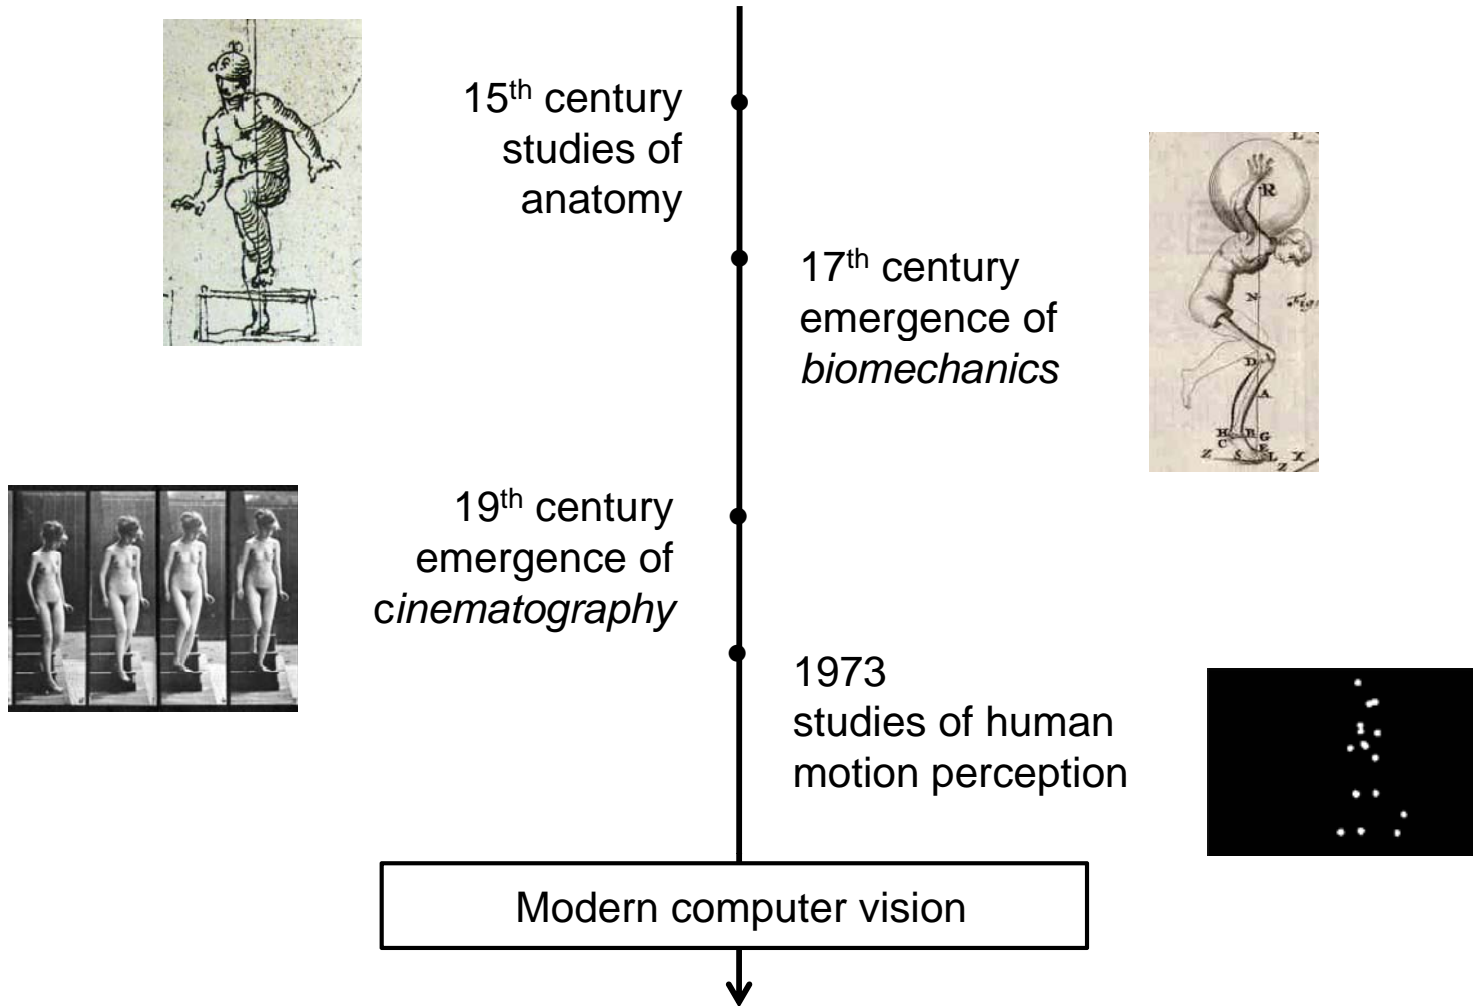 15th century
studies of
anatomy
17th century
emergence of
biomechanics
19th century
emergence of
cinematography
1973
studies of human
motion perception
Modern computer vision
L
R
N
Fig
D
A
H B G
C E
Z S L X
Z